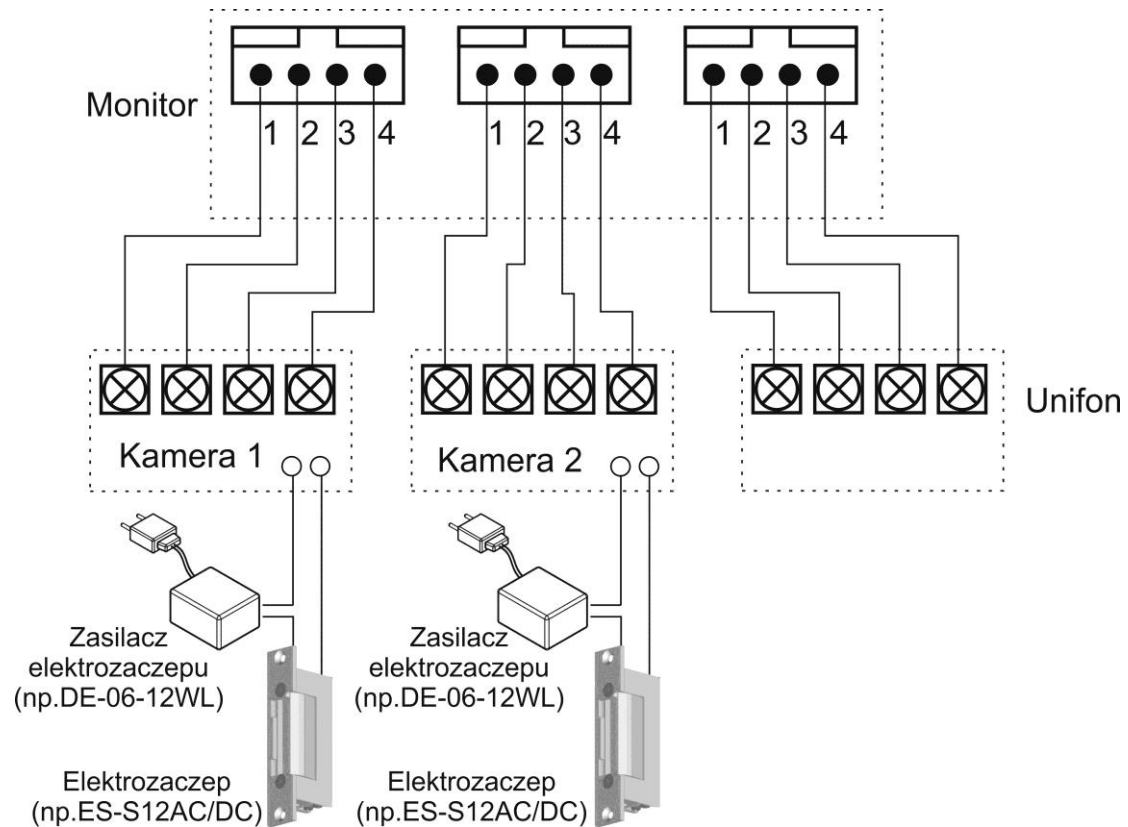 Monitor
1 2 3 4
1 2 3 4
1 2 3 4
Kamera 1
Kamera 2
Unifon
Zasilacz
elektrozaczepu
(np.DE-06-12WL)
Zasilacz
elektrozaczepu
(np.DE-06-12WL)
Elektrozaczep
(np.ES-S12AC/DC)
Elektrozaczep
(np.ES-S12AC/DC)